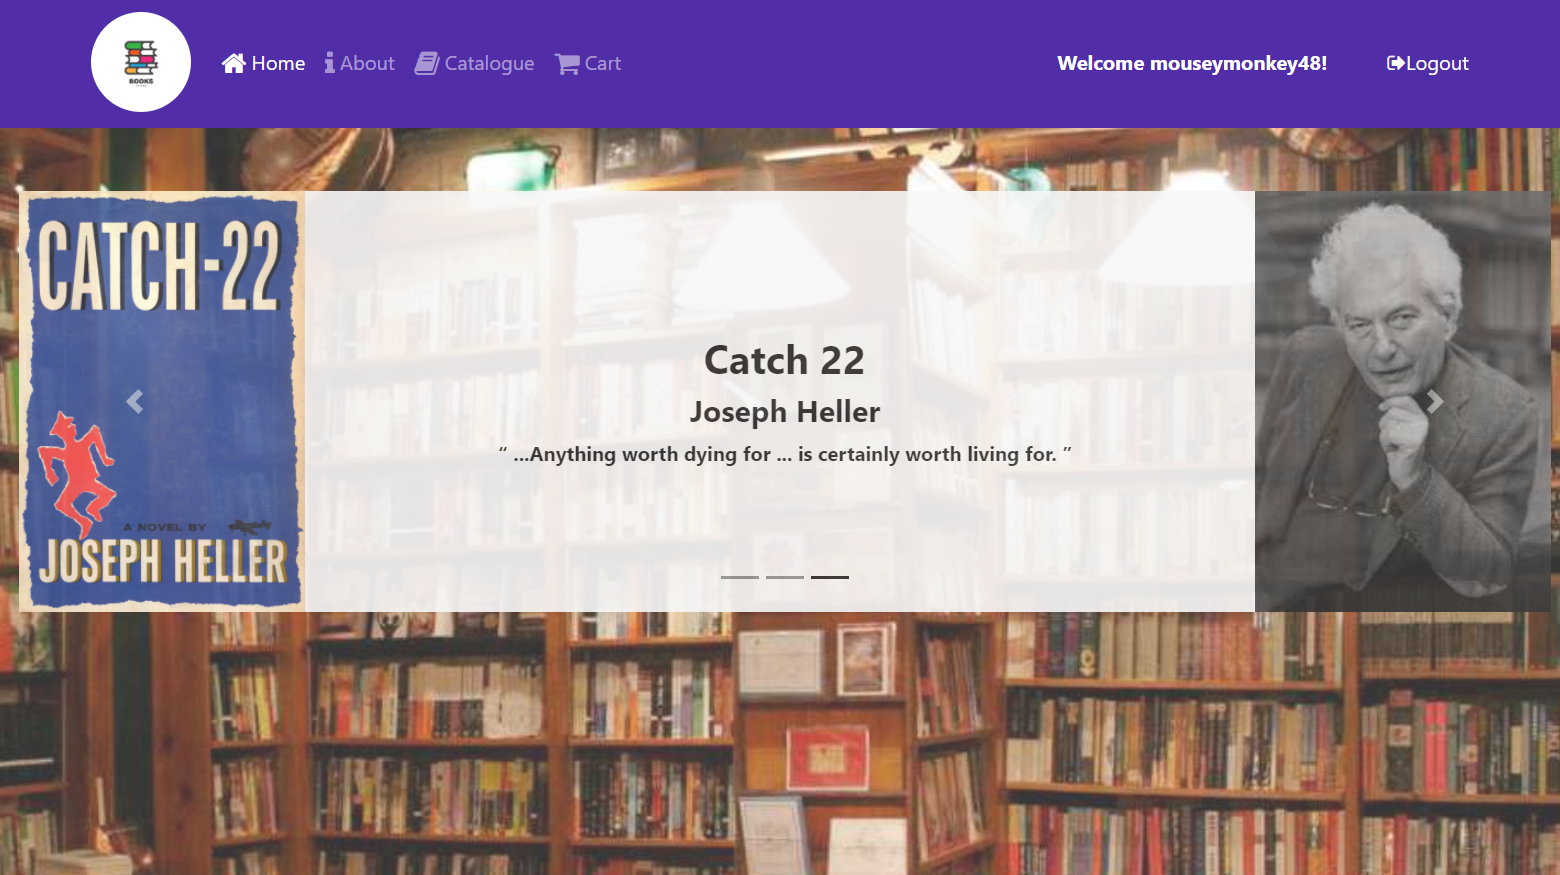 BOOKS
Home
About
Catalogue
Cart
Welcome mouseymonkey48!
Logout
CATCH-22
A NOVEL BY
JOSEPH HELLER
Catch 22
Joseph Heller
“ ...Anything worth dying for ... is certainly worth living for. ”